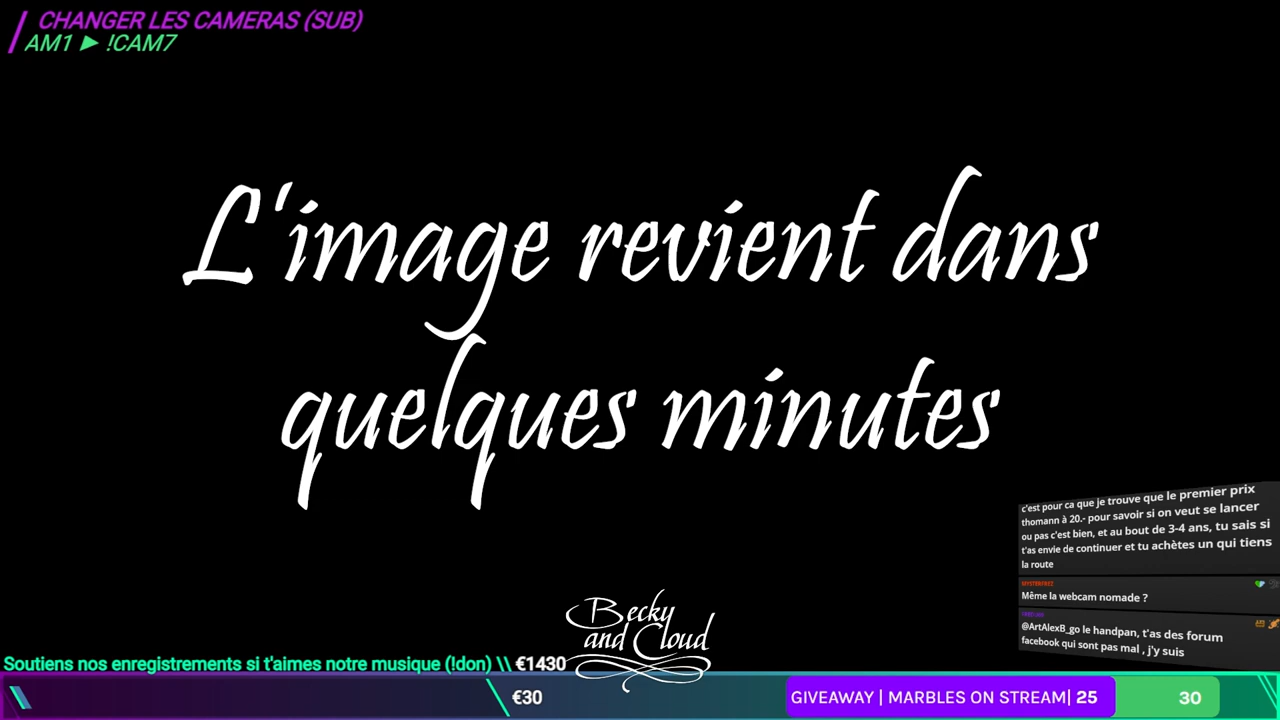 CHANGER LES CAMERAS (SUB)
AM1 ► !CAM7
L'image revient dans
quelques minutes
c'est pour ca que je trouve que le premier prix
thomann à 20.- pour savoir si on veut se lancer
ou pas c'est bien, et au bout de 3-4 ans, tu sais si
t'as envie de continuer et tu achètes un qui tiens
la route
Même la webcam nomade ?
@ArtAlexB_go le handpan, t'as des forum
facebook qui sont pas mal , j'y suis
Becky
and Cloud
Soutiens nos enregistrements si t'aimes notre musique (!don) \\ €1430
€30
GIVEAWAY | MARBLES ON STREAM| 25
30